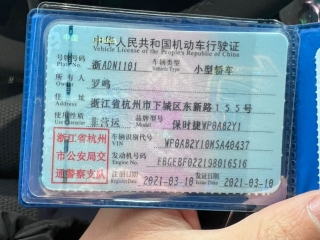 中华人民共和国机动车行驶证
Vehicle License of the People's Republic of China
号牌号码 浙ADN1101 车辆类型 小型轿车
Plate No. Vehicle Type
所有人 罗鸣
Owner
住址 浙江省杭州市下城区东新路155号
Address
使用性质 非营运 品牌型号 保时捷WP0AB2Y1
Use Character Model
浙江省杭州
市公安局交
通警察支队
车辆识别代号 WP0AB2Y10MSA40437
VIN
发动机号码
Engine No.
注册日期 2021-03-10 发证日期 2021-03-10
Register Date Issue Date